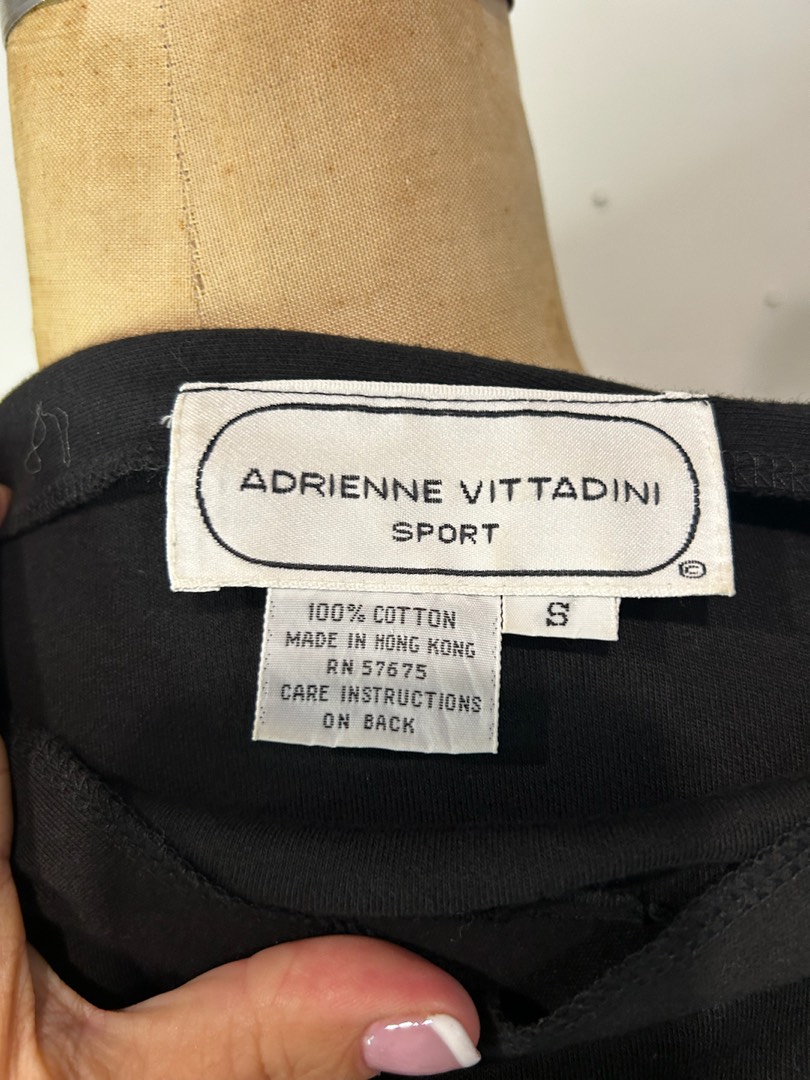 ADRIENNE VITTADINI
SPORT
©
S
100% COTTON
MADE IN HONG KONG
RN 57675
CARE INSTRUCTIONS
ON BACK